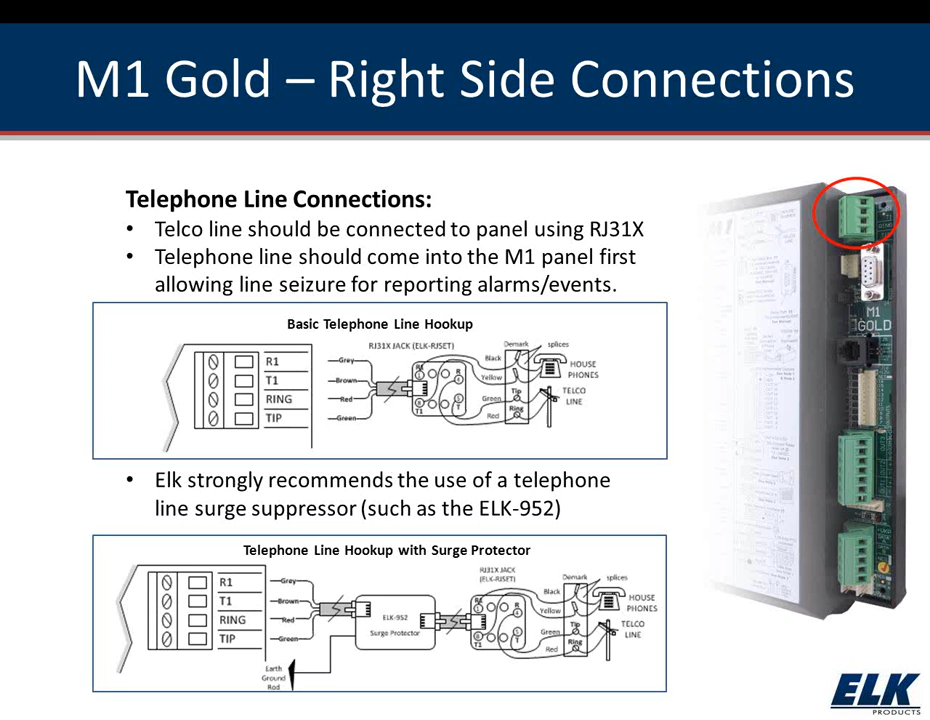 M1 Gold – Right Side Connections
Telephone Line Connections:
• Telco line should be connected to panel using RJ31X
• Telephone line should come into the M1 panel first
allowing line seizure for reporting alarms/events.
Basic Telephone Line Hookup
RJ31X JACK (ELK-RJSET)
Demark
splices
R1
T1
RING
TIP
Grey
Brown
Red
Green
Black
Yellow
Green
Red
Tip
Ring
HOUSE
PHONES
TELCO
LINE
R1
R
T1
T
• Elk strongly recommends the use of a telephone
line surge suppressor (such as the ELK-952)
Telephone Line Hookup with Surge Protector
RJ31X JACK
(ELK-RJSET)
Demark
splices
R1
T1
RING
TIP
Grey
Brown
Red
Green
ELK-952
Surge Protector
Earth
Ground
Rod
Black
Yellow
Green
Red
Tip
Ring
HOUSE
PHONES
TELCO
LINE
R1
R
T1
T
M1
GOLD
ELK
PRODUCTS